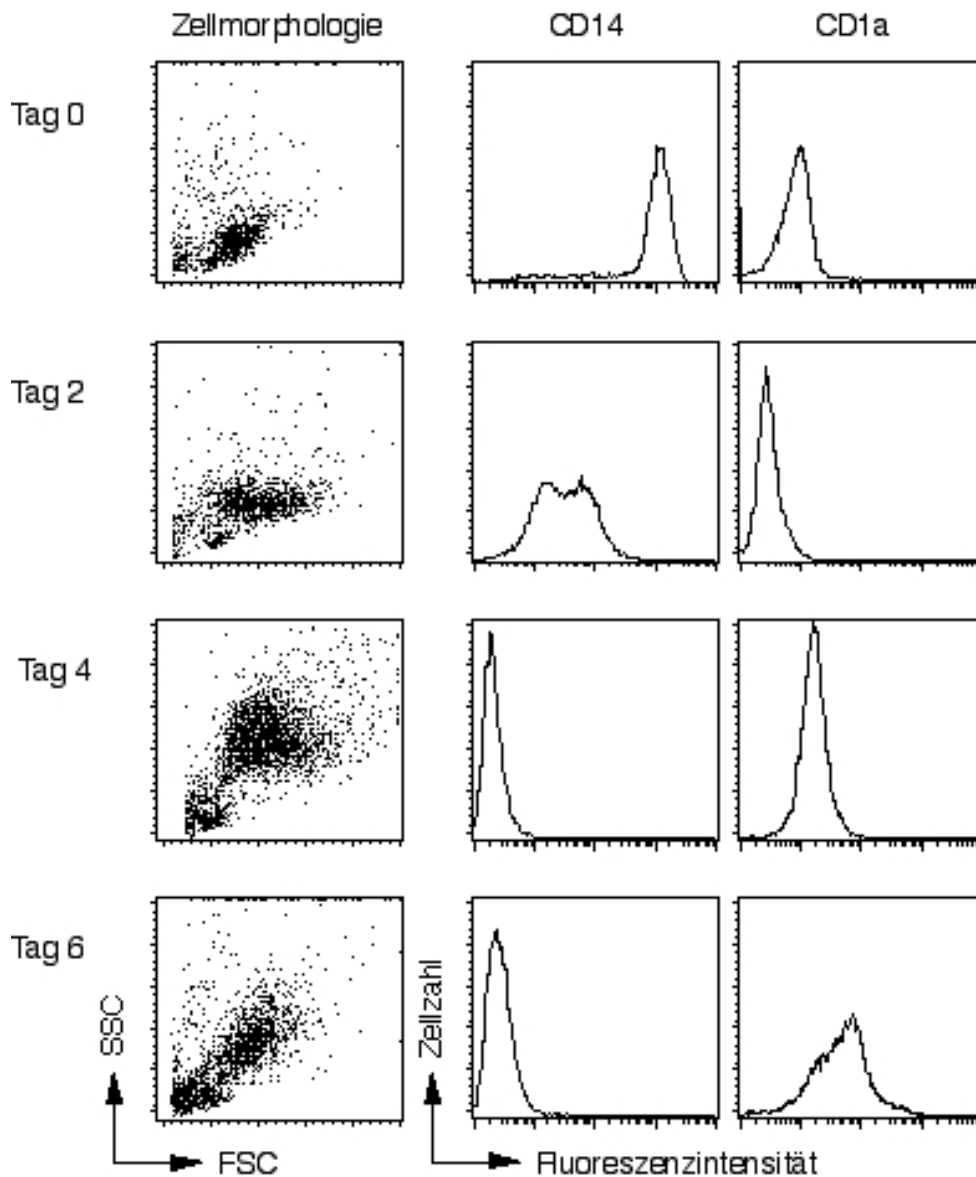 Zellmorphologie CD14 CD1a
Tag 0
Tag 2
Tag 4
Tag 6
SSC
FSC
Zellzahl
Fluoreszenzintensität